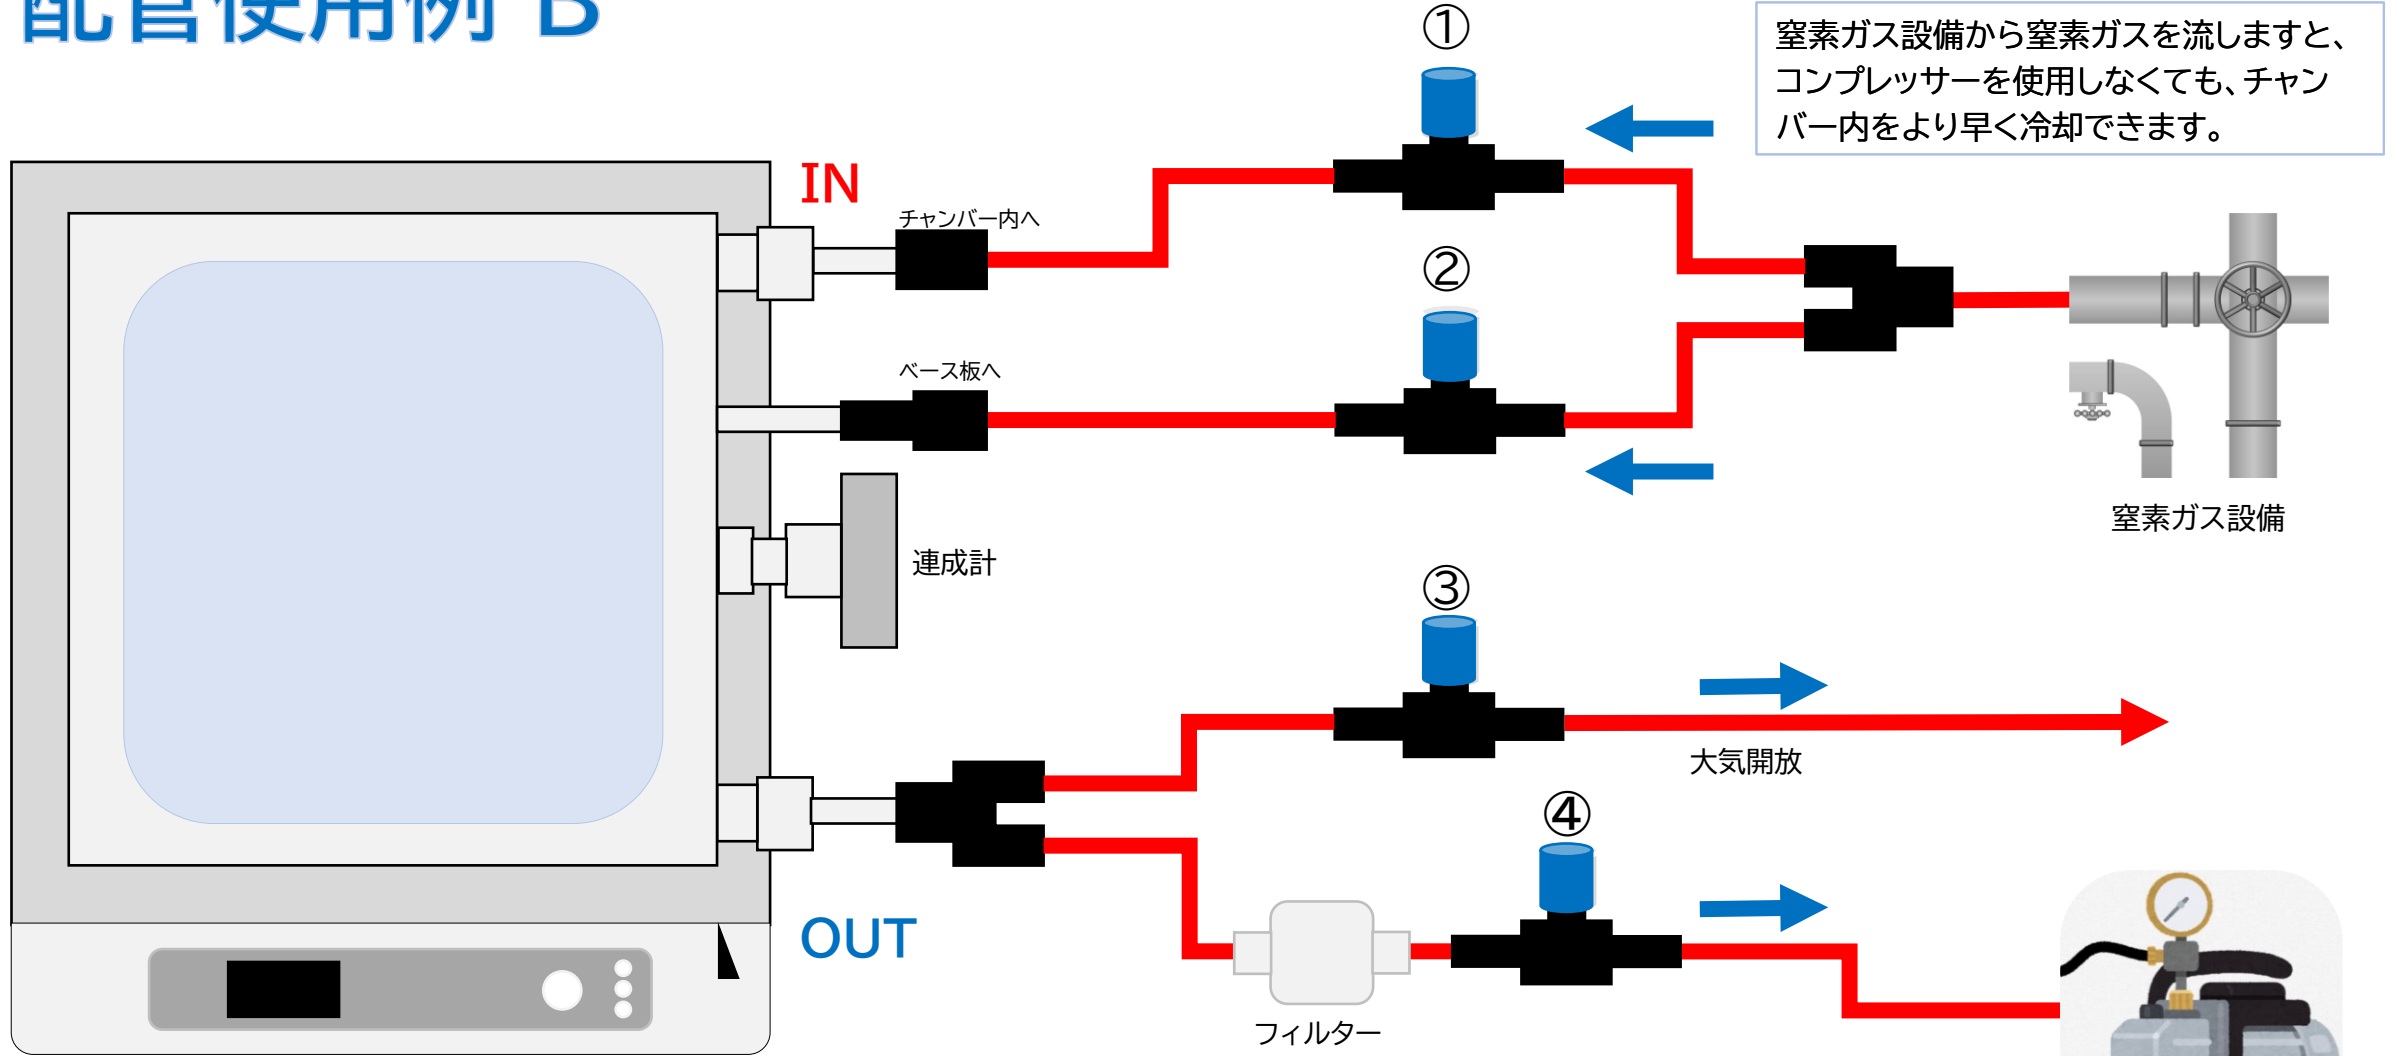 配管使用例 B
①
窒素ガス設備から窒素ガスを流しますと、
コンプレッサーを使用しなくても、チャン
バー内をより早く冷却できます。
IN
チャンバー内へ
②
ベース板へ
窒素ガス設備
連成計
③
大気開放
④
OUT
フィルター